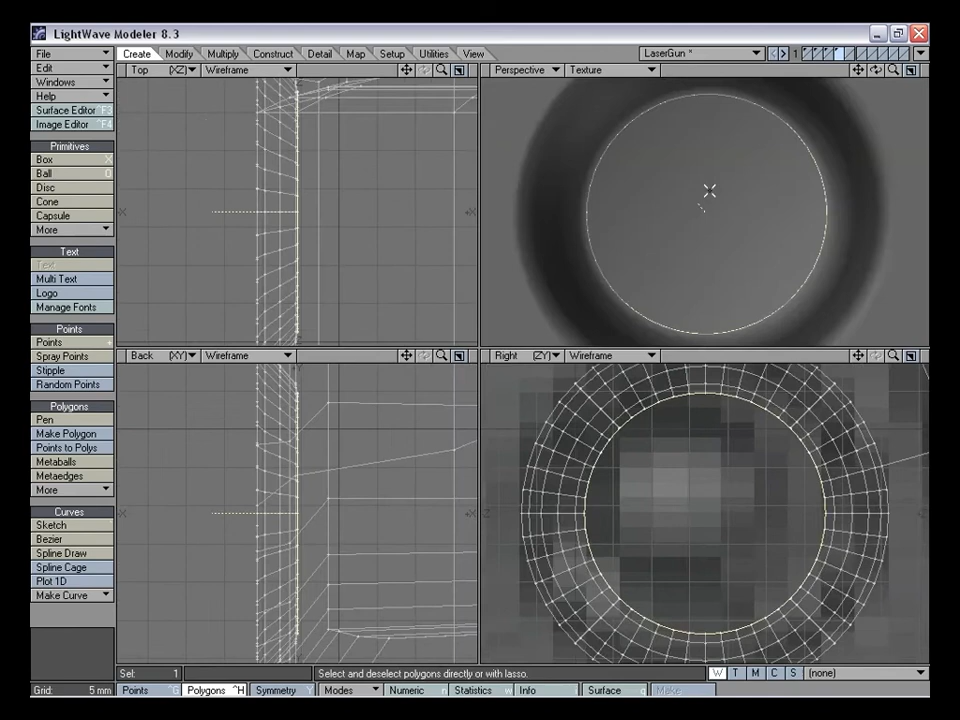 LightWave Modeler 8.3
File Create Modify Multiply Construct Detail Map Setup Utilities View LaserGun * 1
Edit Top (XZ) Wireframe Perspective Texture
Windows
Help
Surface Editor F3
Image Editor ^F4
Primitives
Box X
Ball O
Disc
Cone
Capsule
More
Text
Text
Multi Text
Logo
Manage Fonts
Points
Points +
Back (XY) Wireframe Right (ZY) Wireframe
Spray Points
Stipple
Random Points
Polygons
Pen
Make Polygon
Points to Polys
Metaballs
Metaedges
More
Curves
Sketch
Bezier
Spline Draw
Spline Cage
Plot 1D
Make Curve
Sel: 1 Select and deselect polygons directly or with lasso. W T M C S (none)
Grid: 5 mm Points ^G Polygons ^H Symmetry Y Modes Numeric n Statistics w Info i Surface q Make